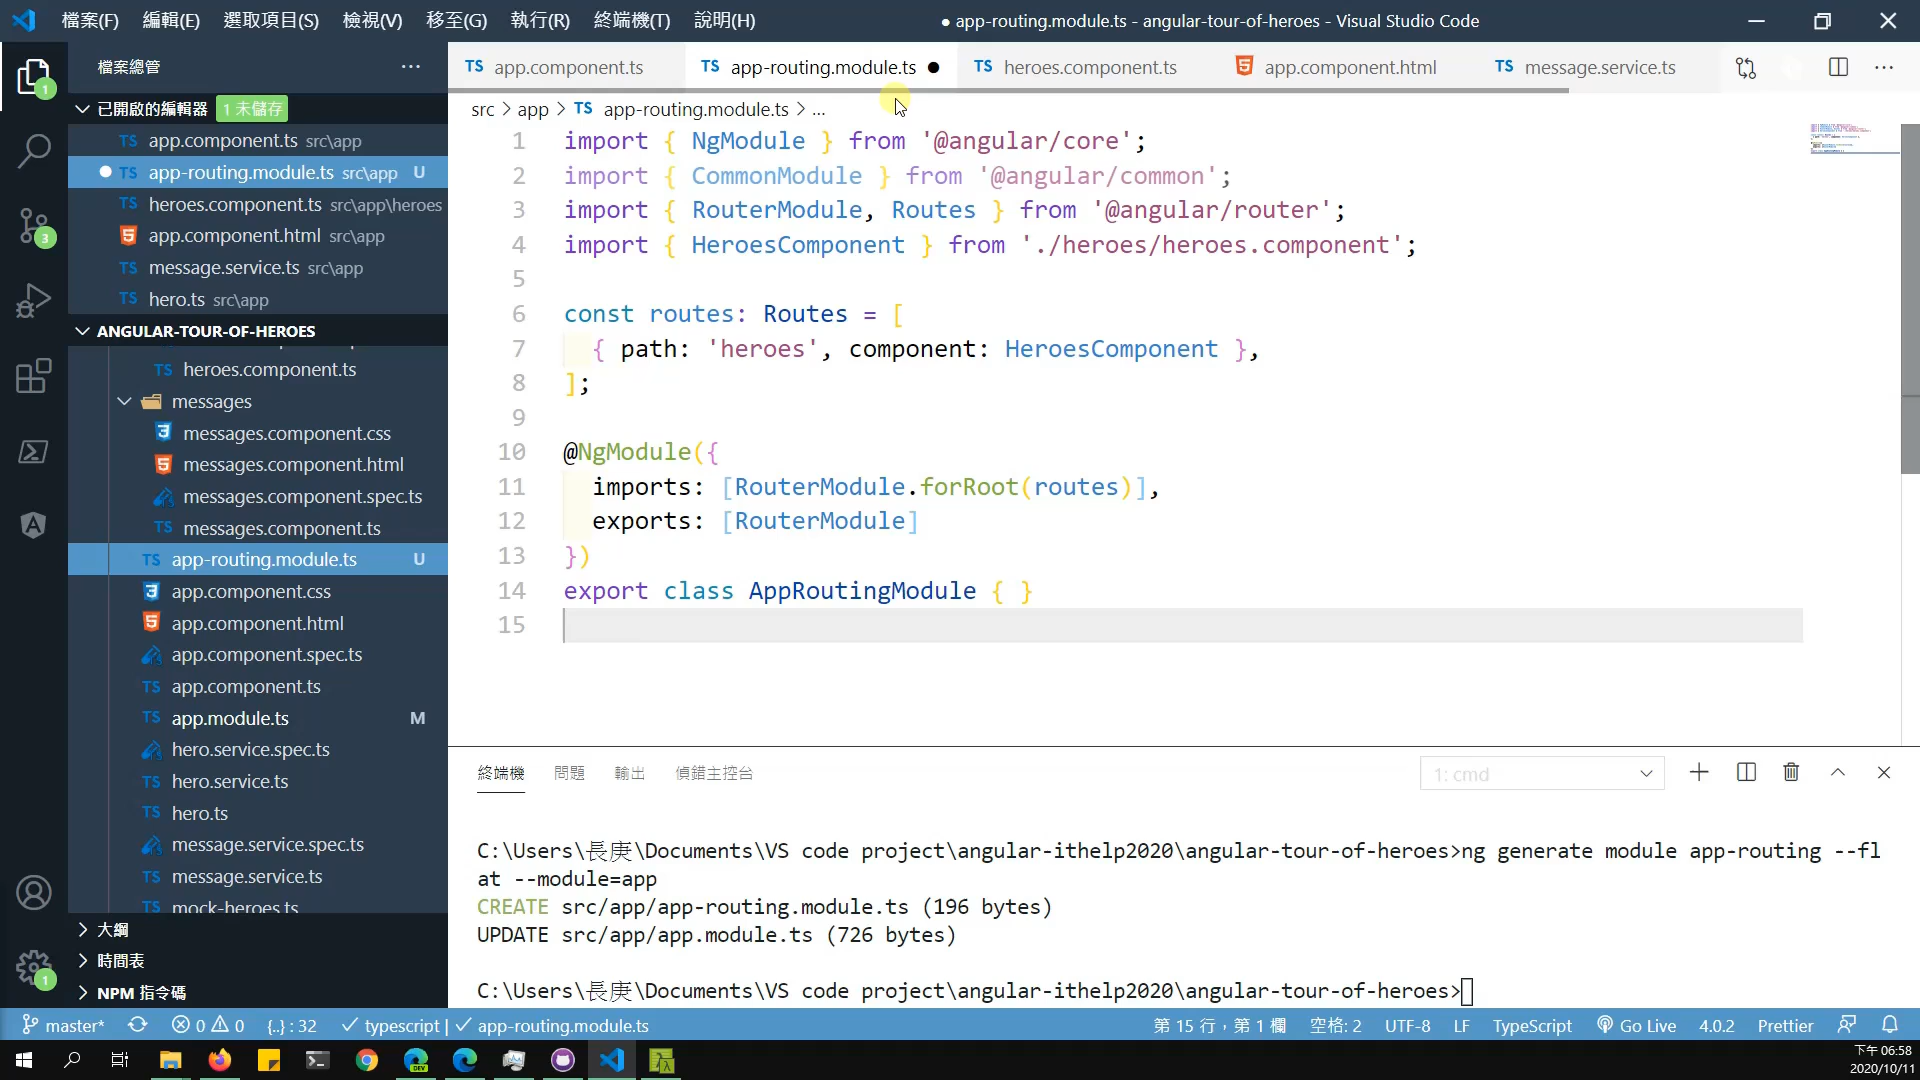 檔案(F) 編輯(E) 選取項目(S) 檢視(V) 移至(G) 執行(R) 終端機(T) 說明(H)
● app-routing.module.ts - angular-tour-of-heroes - Visual Studio Code
檔案總管
已開啟的編輯器 1 未儲存
TS app.component.ts src\app
TS app-routing.module.ts src\app U
TS heroes.component.ts src\app\heroes
app.component.html src\app
TS message.service.ts src\app
TS hero.ts src\app
ANGULAR-TOUR-OF-HEROES
TS heroes.component.ts
messages
messages.component.css
messages.component.html
messages.component.spec.ts
TS messages.component.ts
TS app-routing.module.ts U
app.component.css
app.component.html
app.component.spec.ts
TS app.component.ts
TS app.module.ts M
hero.service.spec.ts
TS hero.service.ts
TS hero.ts
message.service.spec.ts
TS message.service.ts
TS mock-heroes.ts
大綱
時間表
NPM 指令碼
TS app.component.ts TS app-routing.module.ts ● TS heroes.component.ts app.component.html TS message.service.ts
src > app > TS app-routing.module.ts > ...
1 import { NgModule } from '@angular/core';
2 import { CommonModule } from '@angular/common';
3 import { RouterModule, Routes } from '@angular/router';
4 import { HeroesComponent } from './heroes/heroes.component';
5
6 const routes: Routes = [
7 { path: 'heroes', component: HeroesComponent },
8 ];
9
10 @NgModule({
11 imports: [RouterModule.forRoot(routes)],
12 exports: [RouterModule]
13 })
14 export class AppRoutingModule { }
15
終端機 問題 輸出 偵錯主控台
1: cmd
C:\Users\長庚\Documents\VS code project\angular-ithelp2020\angular-tour-of-heroes>ng generate module app-routing --fl
at --module=app
CREATE src/app/app-routing.module.ts (196 bytes)
UPDATE src/app/app.module.ts (726 bytes)
C:\Users\長庚\Documents\VS code project\angular-ithelp2020\angular-tour-of-heroes>
master* 0 0 {..} : 32 typescript | app-routing.module.ts
第 15 行，第 1 欄 空格: 2 UTF-8 LF TypeScript Go Live 4.0.2 Prettier
1
3
1
下午 06:58
2020/10/11